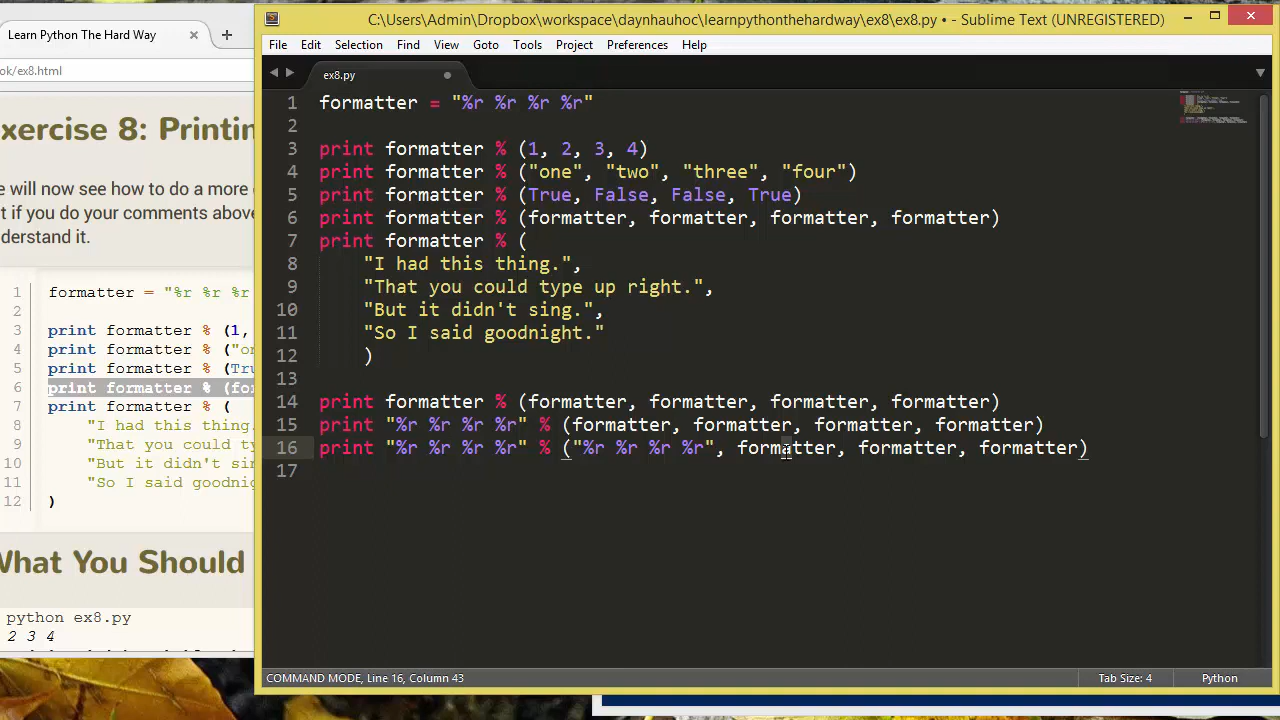 Learn Python The Hard Way
ok/ex8.html
xercise 8: Printin
e will now see how to do a more
t if you do your comments above
nderstand it.
1 formatter = "%r %r %r
2
3 print formatter % (1,
4 print formatter % ("or
5 print formatter % (Tru
6 print formatter % (for
7 print formatter % (
8 "I had this thing.
9 "That you could ty
10 "But it didn't sin
11 "So I said goodnig
12 )
What You Should
python ex8.py
2 3 4
C:\Users\Admin\Dropbox\workspace\daynhauhoc\learnpythonthehardway\ex8\ex8.py • - Sublime Text (UNREGISTERED)
File Edit Selection Find View Goto Tools Project Preferences Help
ex8.py
1 formatter = "%r %r %r %r"
2
3 print formatter % (1, 2, 3, 4)
4 print formatter % ("one", "two", "three", "four")
5 print formatter % (True, False, False, True)
6 print formatter % (formatter, formatter, formatter, formatter)
7 print formatter % (
8 "I had this thing.",
9 "That you could type up right.",
10 "But it didn't sing.",
11 "So I said goodnight."
12 )
13
14 print formatter % (formatter, formatter, formatter, formatter)
15 print "%r %r %r %r" % (formatter, formatter, formatter, formatter)
16 print "%r %r %r %r" % ("%r %r %r %r", formatter, formatter, formatter)
17
COMMAND MODE, Line 16, Column 43 Tab Size: 4 Python